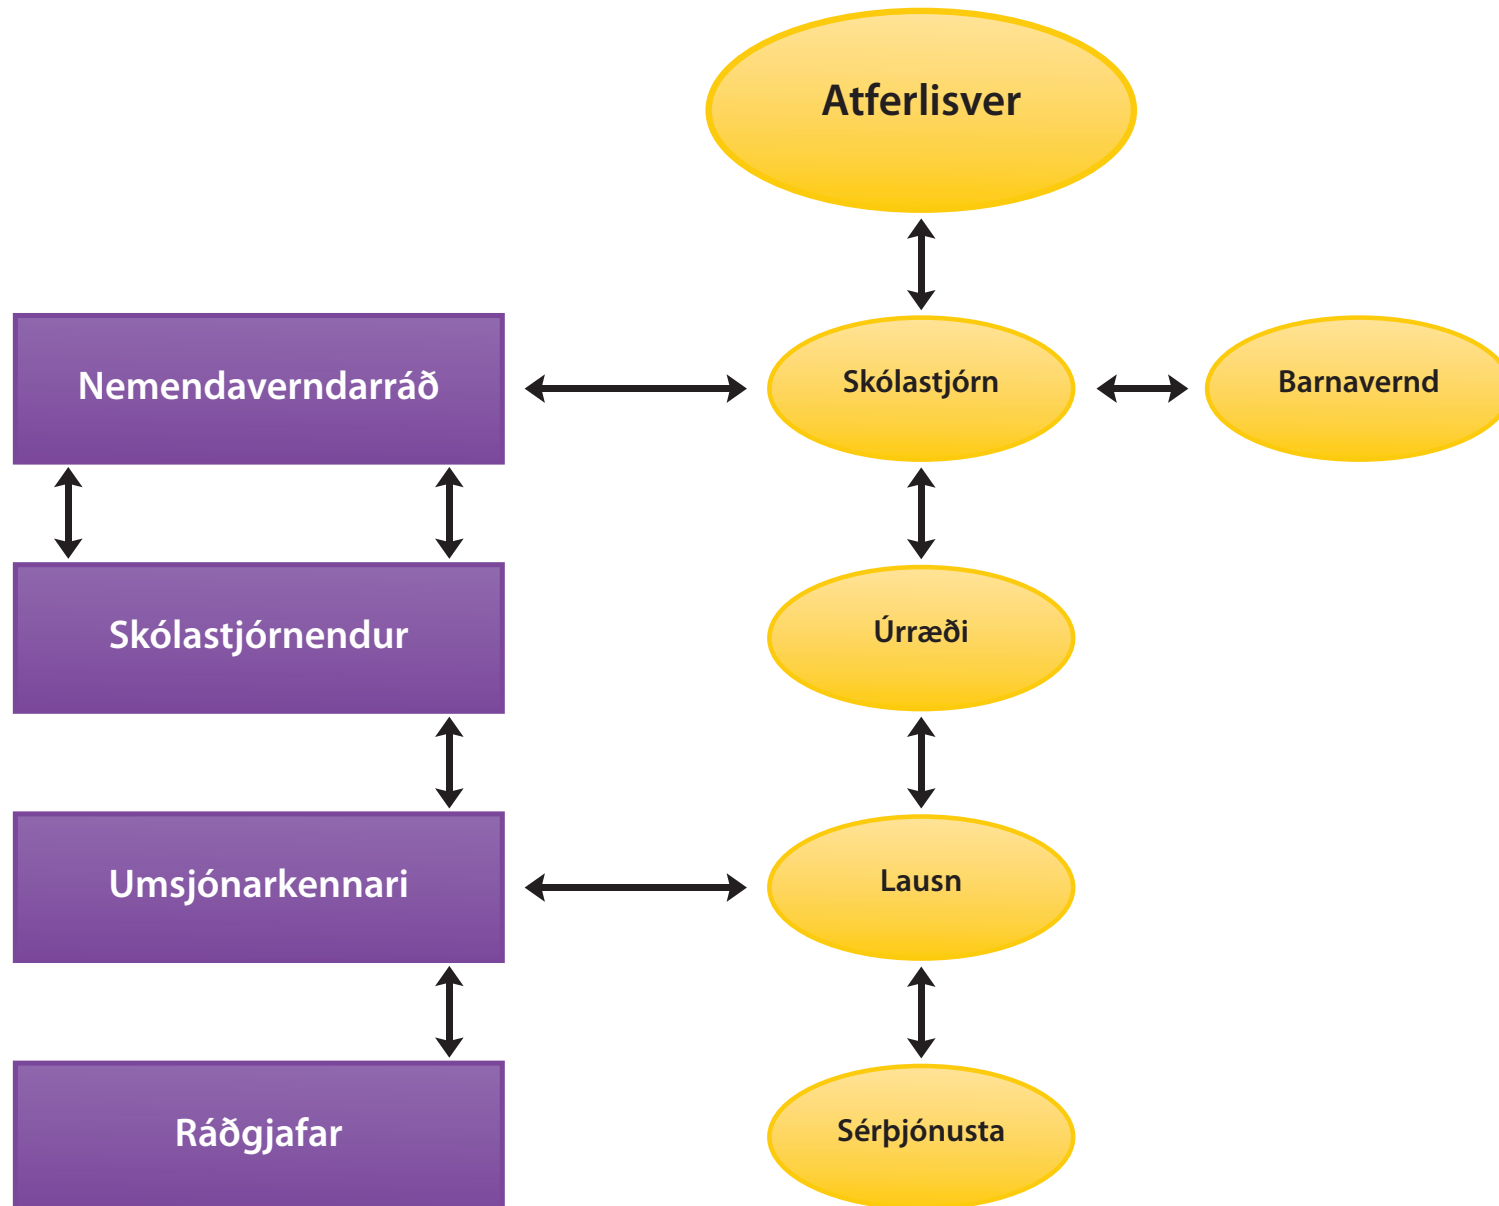 Atferlisver
Nemendaverndarráð
Skólastjórn
Barnavernd
Skólastjórnendur
Úrræði
Umsjónarkennari
Lausn
Ráðgjafar
Sérþjónusta